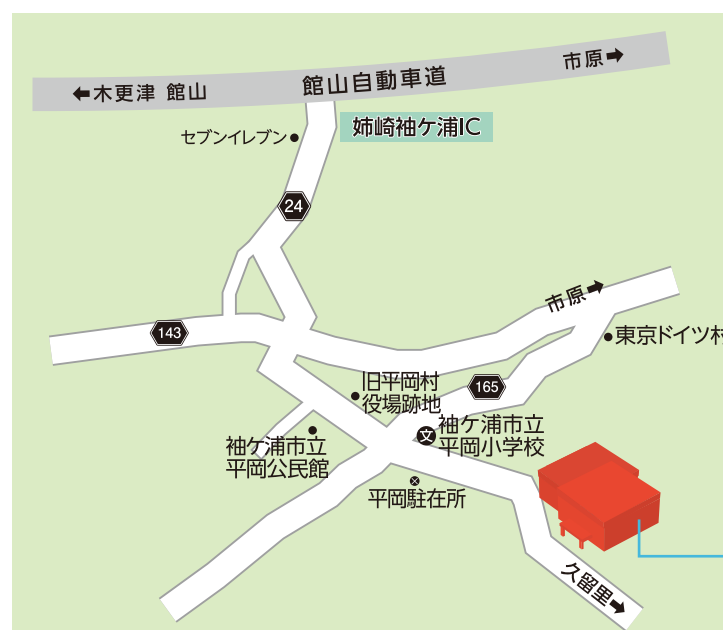 館山自動車道
市原➡
⬅木更津 館山
姉崎袖ケ浦IC
セブンイレブン
24
市原➡
143
東京ドイツ村
旧平岡村
役場跡地
165
袖ケ浦市立
平岡小学校
文
袖ケ浦市立
平岡公民館
平岡駐在所
久留里➡